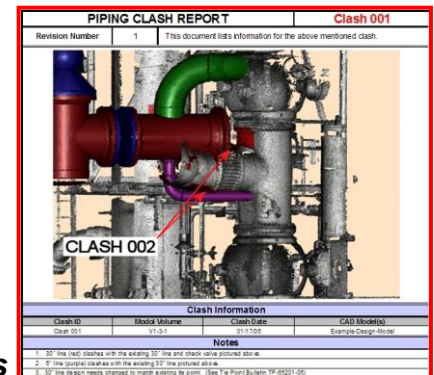 PIPING CLASH REPORT Clash 001
Revision Number 1 This document lists information for the above mentioned clash.
CLASH 002
Clash Information
Clash ID Model Volume Clash Date CAD Model(s)
Clash 001 V1-3-1 01/17/05 Example-Design-Model
Notes
1. 30" line (red) clashes with the existing 30" line and check valve pictured above.
2. 6" line (purple) clashes with the existing 30" line pictured above.
3. 30" line design needs changed to match existing tie point. (See Tie Point Bulletin TP-65201-05)
s